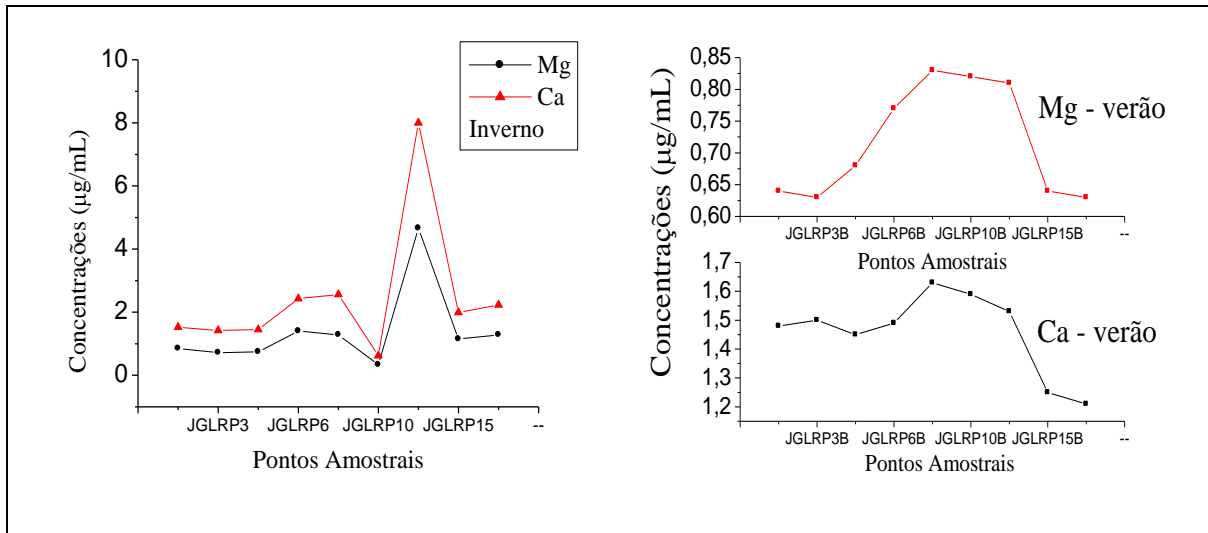 10
8
6
4
2
0
Concentrações (µg/mL)
Mg
Ca
Inverno
JGLRP3 JGLRP6 JGLRP10 JGLRP15 --
Pontos Amostrais
Concentrações (µg/mL)
0,85
0,80
0,75
0,70
0,65
0,60
Mg - verão
JGLRP3B JGLRP6B JGLRP10B JGLRP15B --
Pontos Amostrais
1,7
1,6
1,5
1,4
1,3
1,2
Ca - verão
JGLRP3B JGLRP6B JGLRP10B JGLRP15B --
Pontos Amostrais